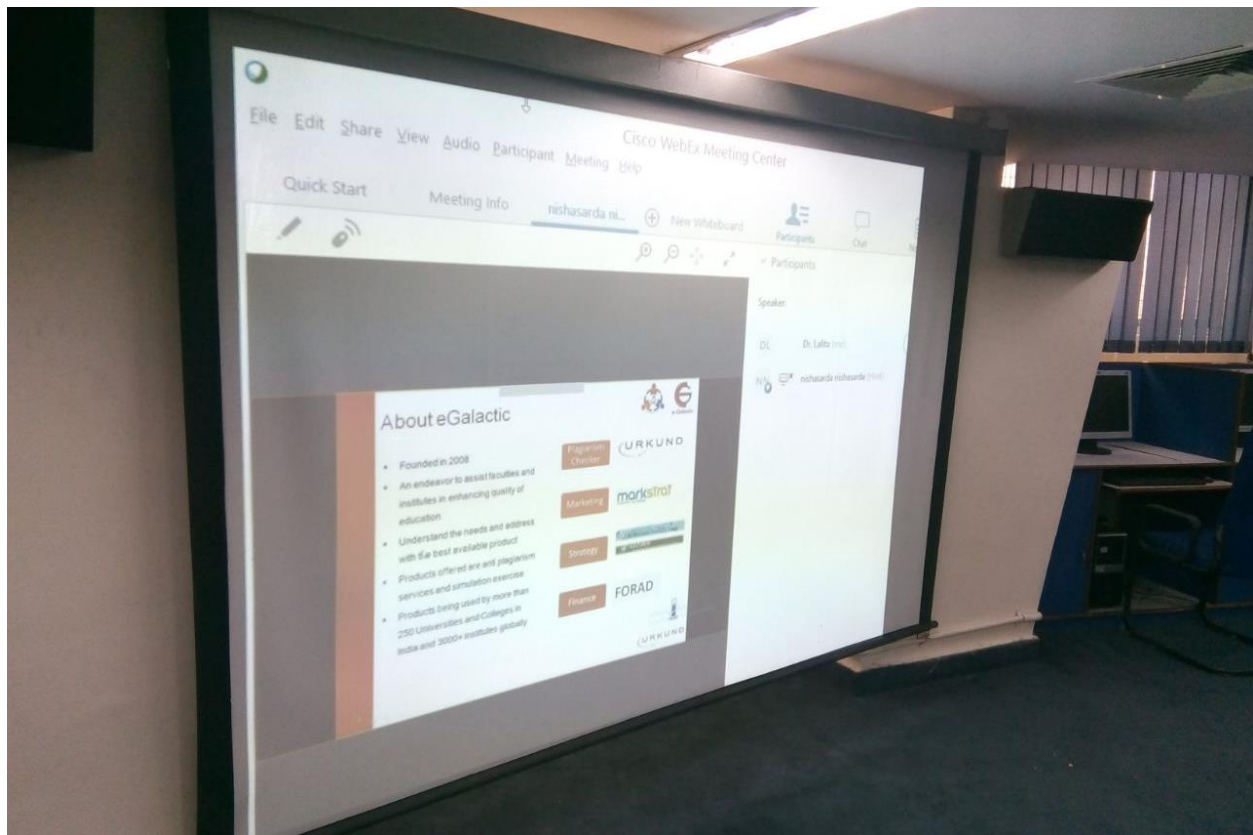 Cisco WebEx Meeting Center
File Edit Share View Audio Participant Meeting Help
Quick Start Meeting Info nishasarda ni... New Whiteboard
Participants
Chat
Participants
Speaker:
DL Dr. Lalita (me)
NN nishasarda nishasarda (Host)
About eGalactic
• Founded in 2008
• An endeavor to assist faculties and
institutes in enhancing quality of
education
• Understand the needs and address
with the best available product
• Products offered are anti plagiarism
services and simulation exercise
• Products being used by more than
250 Universities and Colleges in
India and 3000+ institutes globally
Plagiarism
Checker
URKUND
Marketing
markstrat
Strategy
Finance
FORAD
URKUND